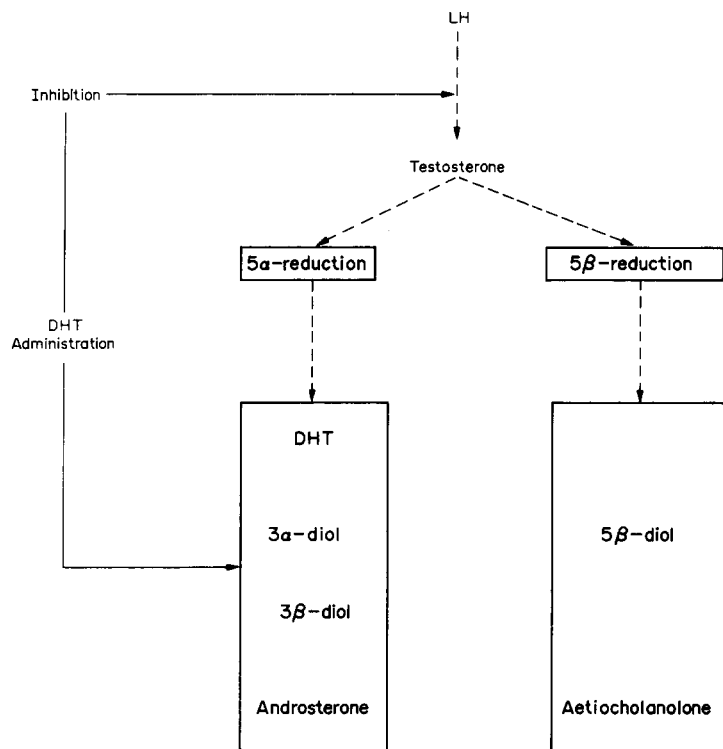 LH
Inhibition
Testosterone
5α-reduction
5β-reduction
DHT
Administration
DHT
3α-diol
5β-diol
3β-diol
Androsterone
Aetiocholanolone